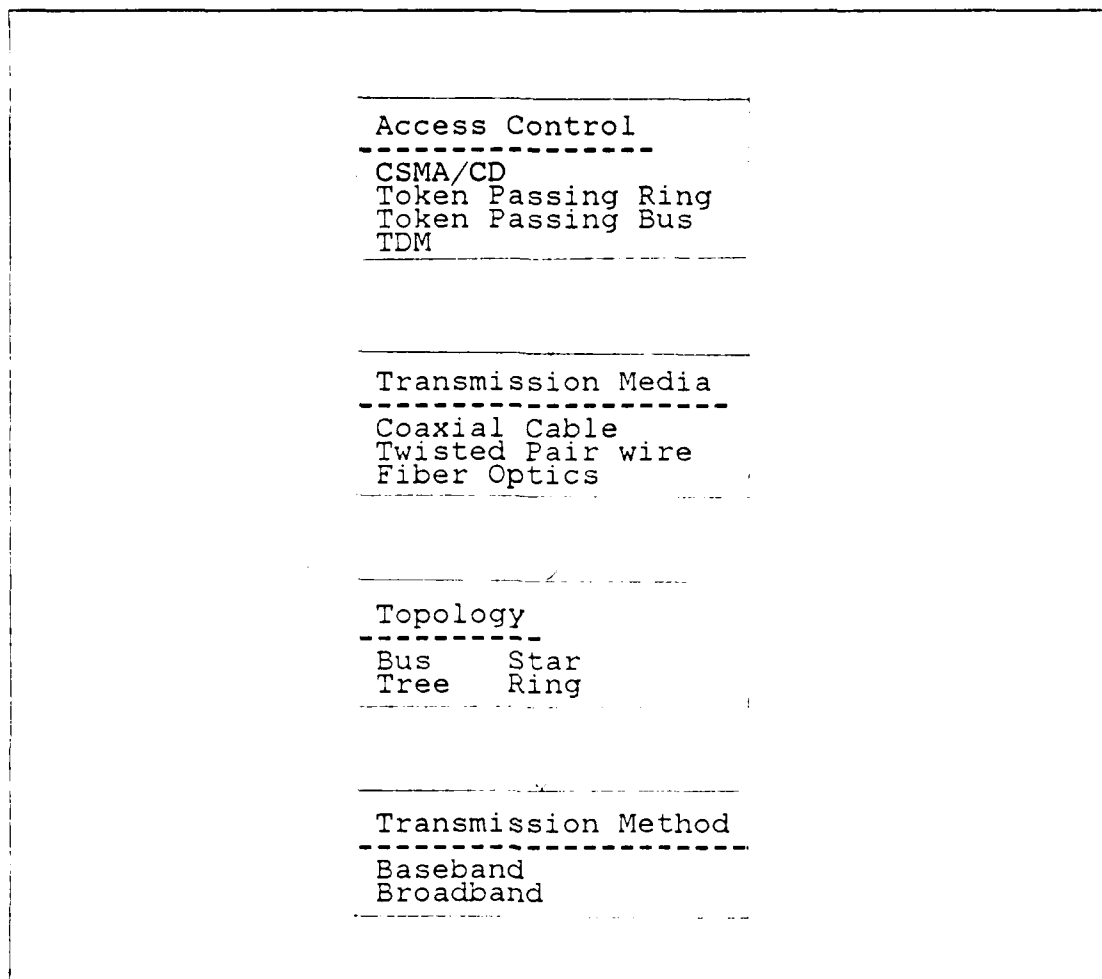 Access Control
CSMA/CD
Token Passing Ring
Token Passing Bus
TDM
Transmission Media
Coaxial Cable
Twisted Pair wire
Fiber Optics
Topology
Bus Star
Tree Ring
Transmission Method
Baseband
Broadband